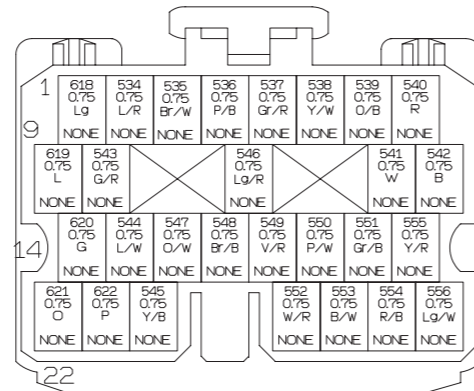 1 618 534 535 536 537 538 539 540
0.75 0.75 0.75 0.75 0.75 0.75 0.75 0.75
Lg L/R Br/W P/B Gr/R Y/W O/B R
NONE NONE NONE NONE NONE NONE NONE NONE
9
619 543 546 541 542
0.75 0.75 0.75 0.75 0.75
L G/R Lg/R W B
NONE NONE NONE NONE NONE
620 544 547 548 549 550 551 555
0.75 0.75 0.75 0.75 0.75 0.75 0.75 0.75
14 G L/W O/W Br/B V/R P/W Gr/B Y/R
NONE NONE NONE NONE NONE NONE NONE NONE
621 622 545 552 553 554 556
0.75 0.75 0.75 0.75 0.75 0.75 0.75
O P Y/B W/R B/W R/B Lg/W
NONE NONE NONE NONE NONE NONE NONE
22